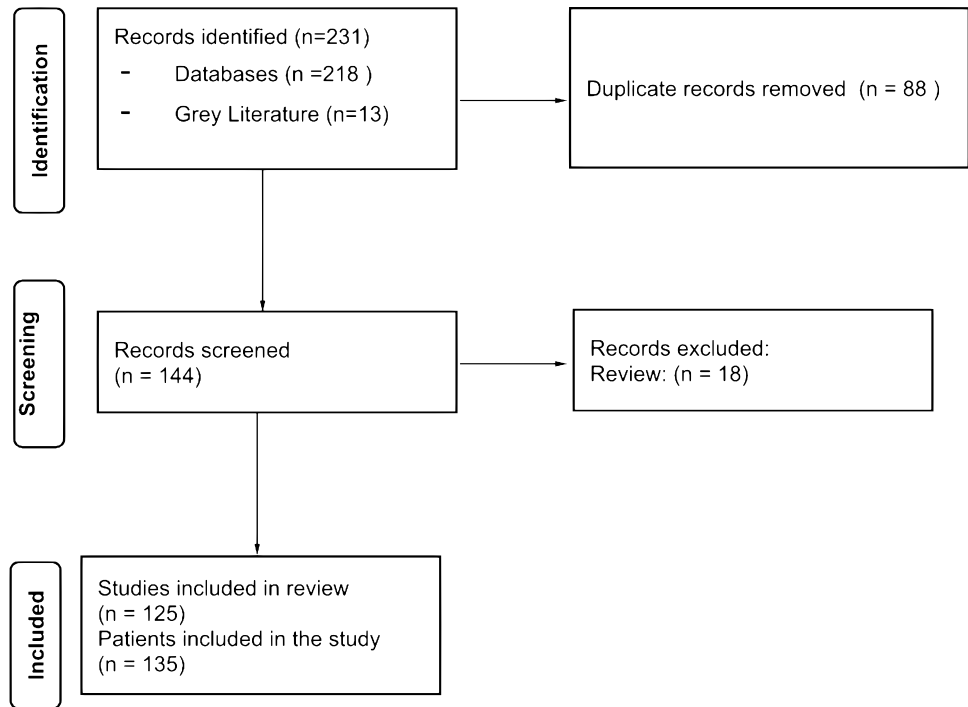 Identification
Records identified (n=231)
- Databases (n =218 )
- Grey Literature (n=13)
Duplicate records removed (n = 88 )
Screening
Records screened
(n = 144)
Records excluded:
Review: (n = 18)
Included
Studies included in review
(n = 125)
Patients included in the study
(n = 135)